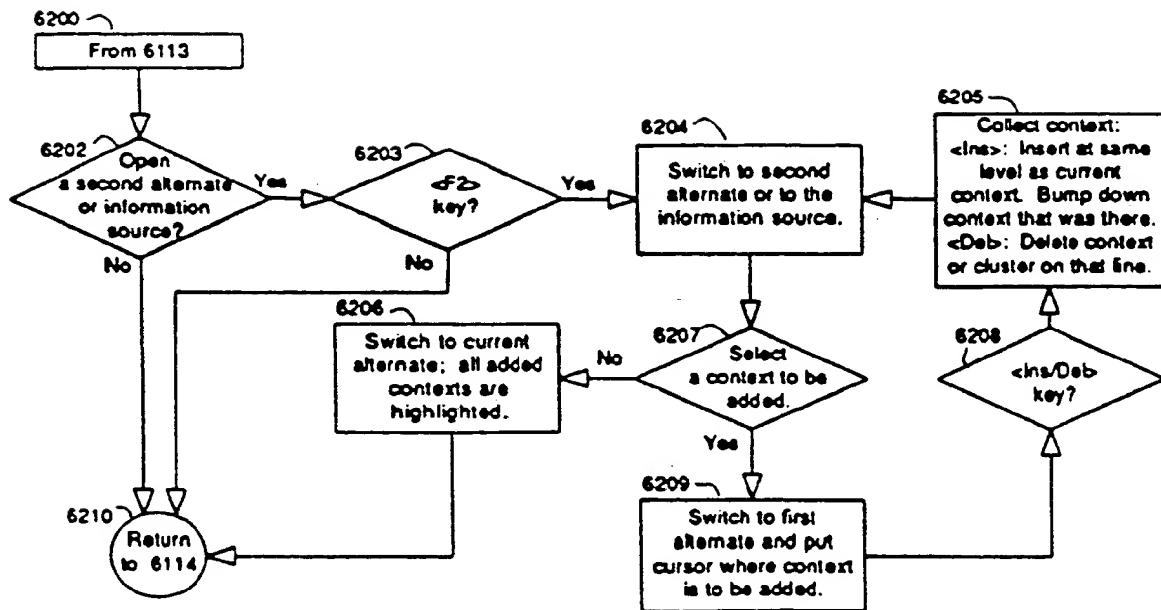 6200
From 6113
6202
Open
a second alternate
or information
source?
Yes
No
6203
<F2>
key?
Yes
No
6204
Switch to second
alternate or to the
information source.
6205
Collect context:
<Ins>: Insert at same
level as current
context. Bump down
context that was there.
<Deb>: Delete context
or cluster on that line.
6206
Switch to current
alternate; all added
contexts are
highlighted.
6207
Select
a context to be
added.
No
Yes
6208
<Ins/Deb>
key?
6209
Switch to first
alternate and put
cursor where context
is to be added.
6210
Return
to 6114